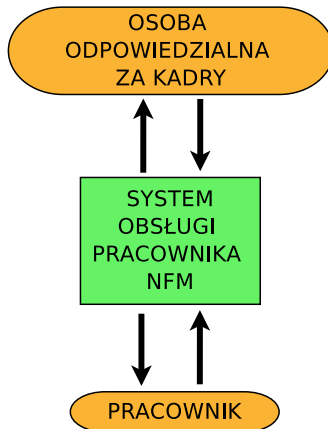 OSOBA
ODPOWIEDZIALNA
ZA KADRY
SYSTEM
OBSŁUGI
PRACOWNIKA
NFM
PRACOWNIK